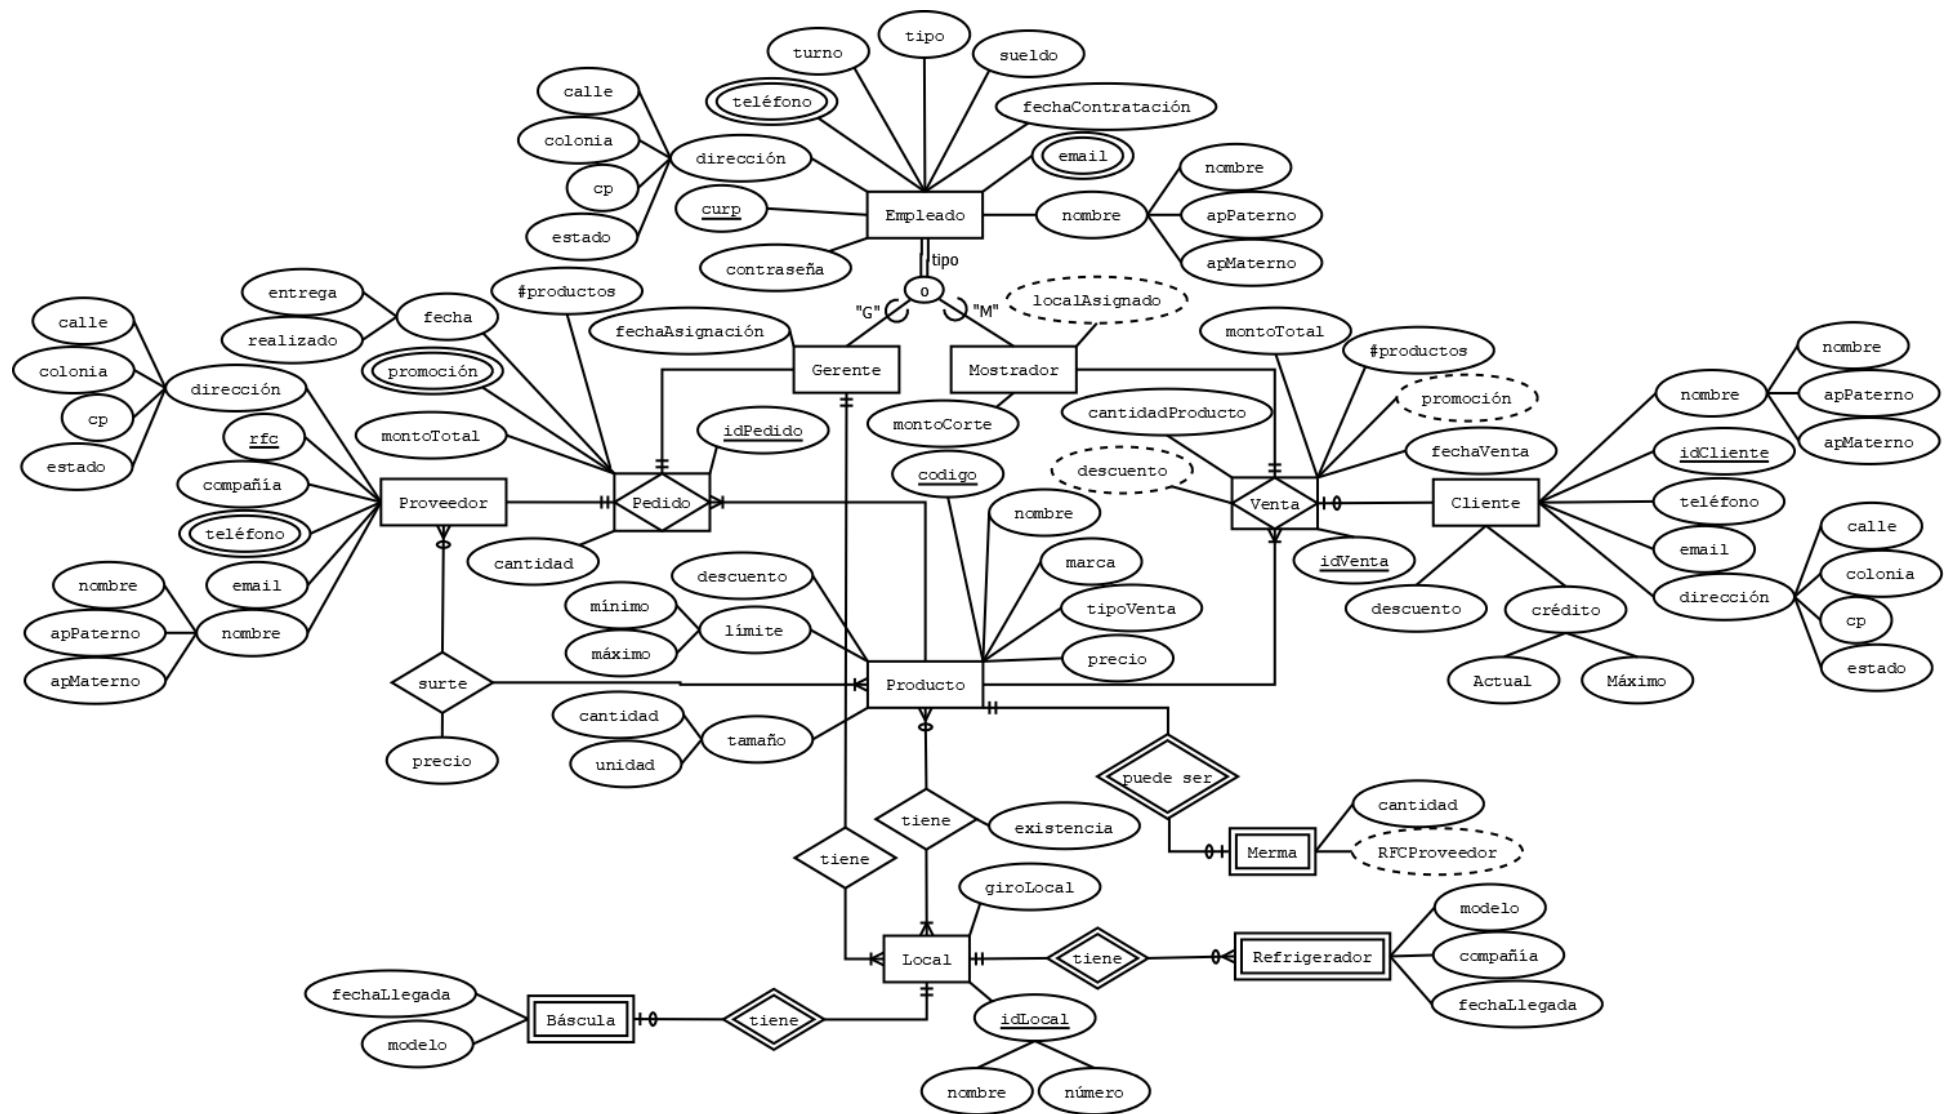 tipo
turno
sueldo
calle
teléfono
fechaContratación
colonia
dirección
email
nombre
cp
curp
Empleado
nombre
apPaterno
estado
contraseña
tipo
apMaterno
entrega
#productos
o
localAsignado
calle
fecha
"G"
"M"
realizado
fechaAsignación
montoTotal
#productos
nombre
colonia
promoción
Gerente
Mostrador
dirección
cantidadProducto
promoción
nombre
apPaterno
cp
rfc
montoTotal
idPedido
montoCorte
fechaVenta
apMaterno
estado
compañía
codigo
descuento
idCliente
Proveedor
Pedido
nombre
Venta
Cliente
teléfono
teléfono
cantidad
marca
idVenta
email
calle
nombre
email
descuento
tipoVenta
descuento
crédito
dirección
colonia
apPaterno
nombre
mínimo
límite
precio
cp
apMaterno
máximo
Actual
Máximo
estado
surte
Producto
cantidad
tamaño
precio
unidad
puede ser
tiene
existencia
cantidad
tiene
Merma
RFCProveedor
giroLocal
modelo
Local
tiene
Refrigerador
compañía
fechaLlegada
fechaLlegada
Báscula
tiene
idLocal
modelo
nombre
número